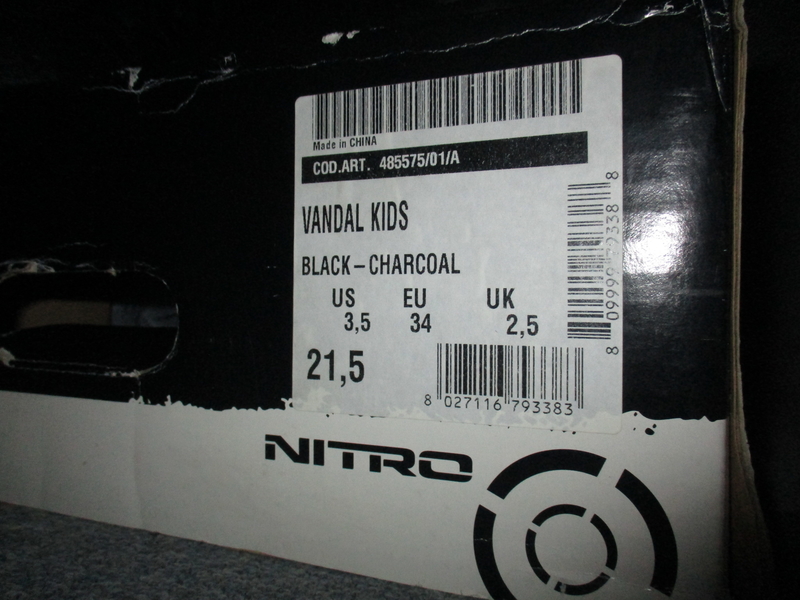 Made in CHINA
COD.ART. 485575/01/A
VANDAL KIDS
BLACK – CHARCOAL
US EU UK
3,5 34 2,5
21,5
8 027116 793383
NITRO